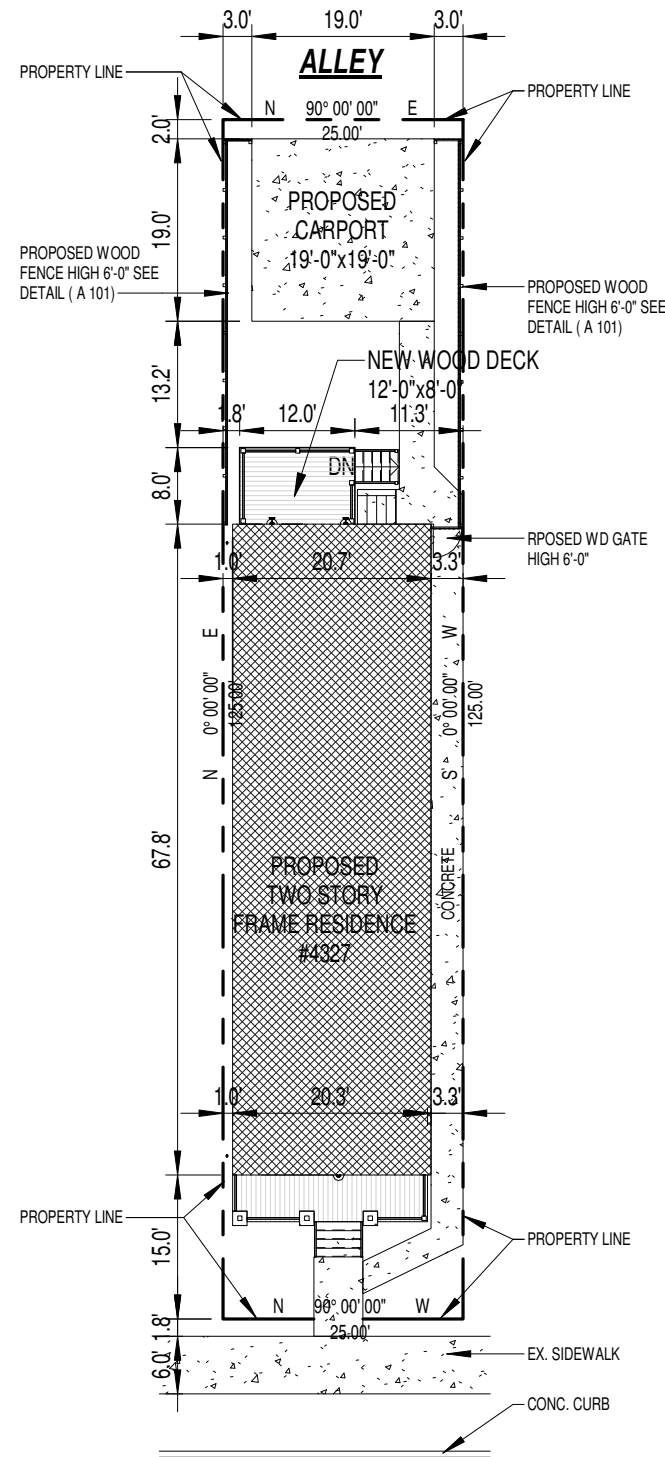 3.0' 19.0' 3.0'
ALLEY
PROPERTY LINE
PROPERTY LINE
N 90° 00' 00" E
25.00'
2.0'
19.0'
PROPOSED
CARPORT
19'-0"x19'-0"
PROPOSED WOOD
FENCE HIGH 6'-0" SEE
DETAIL ( A 101)
PROPOSED WOOD
FENCE HIGH 6'-0" SEE
DETAIL ( A 101)
13.2'
NEW WOOD DECK
12'-0"x8'-0"
1.8' 12.0' 11.3'
8.0'
DN
RPOSED WD GATE
HIGH 6'-0"
1.0' 20.7' 3.3'
N 0° 00' 00" E
125.00'
S 0° 00' 00" W
125.00'
67.8'
CONCRETE
PROPOSED
TWO STORY
FRAME RESIDENCE
#4327
1.0' 20.3' 3.3'
PROPERTY LINE
PROPERTY LINE
15.0'
N 90° 00' 00" W
25.00'
1.8'
6.0'
EX. SIDEWALK
CONC. CURB